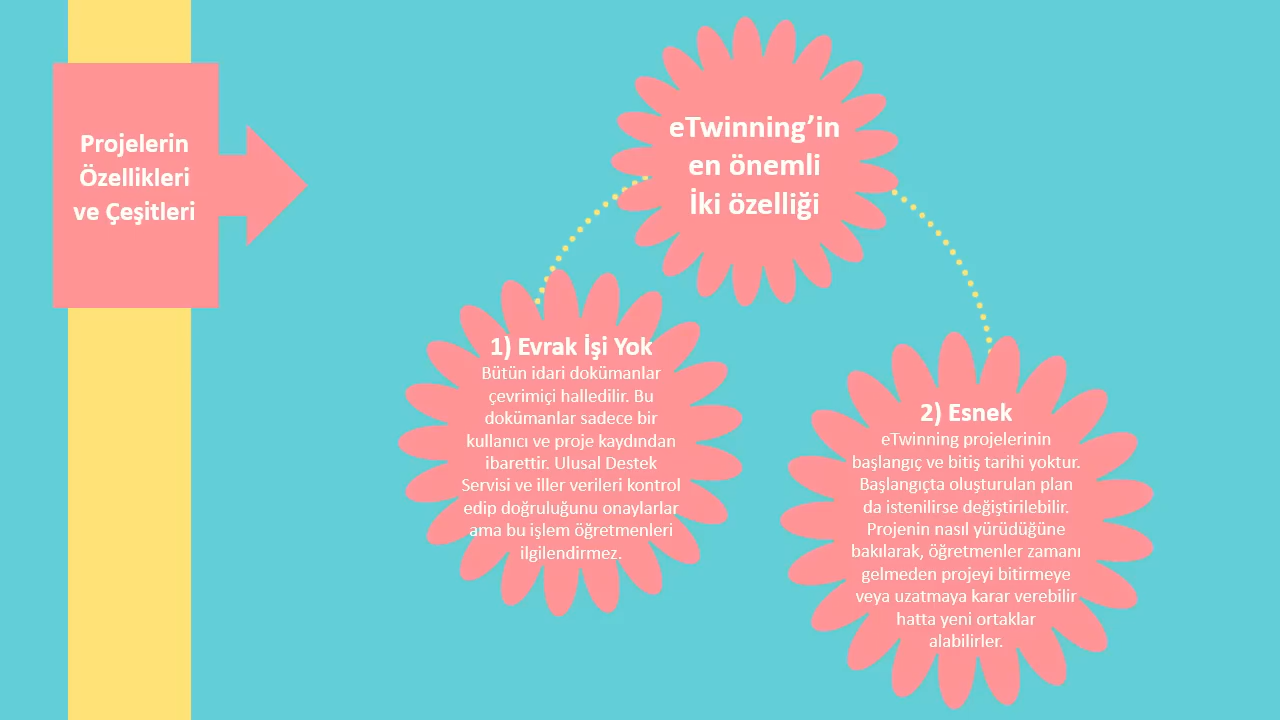 Projelerin
Özellikleri
ve Çeşitleri
eTwinning’in
en önemli
İki özelliği
1) Evrak İşi Yok
Bütün idari dokümanlar
çevrimiçi halledilir. Bu
dokümanlar sadece bir
kullanıcı ve proje kaydından
ibarettir. Ulusal Destek
Servisi ve iller verileri kontrol
edip doğruluğunu onaylarlar
ama bu işlem öğretmenleri
ilgilendirmez.
2) Esnek
eTwinning projelerinin
başlangıç ve bitiş tarihi yoktur.
Başlangıçta oluşturulan plan
da istenilirse değiştirilebilir.
Projenin nasıl yürüdüğüne
bakılarak, öğretmenler zamanı
gelmeden projeyi bitirmeye
veya uzatmaya karar verebilir
hatta yeni ortaklar
alabilirler.